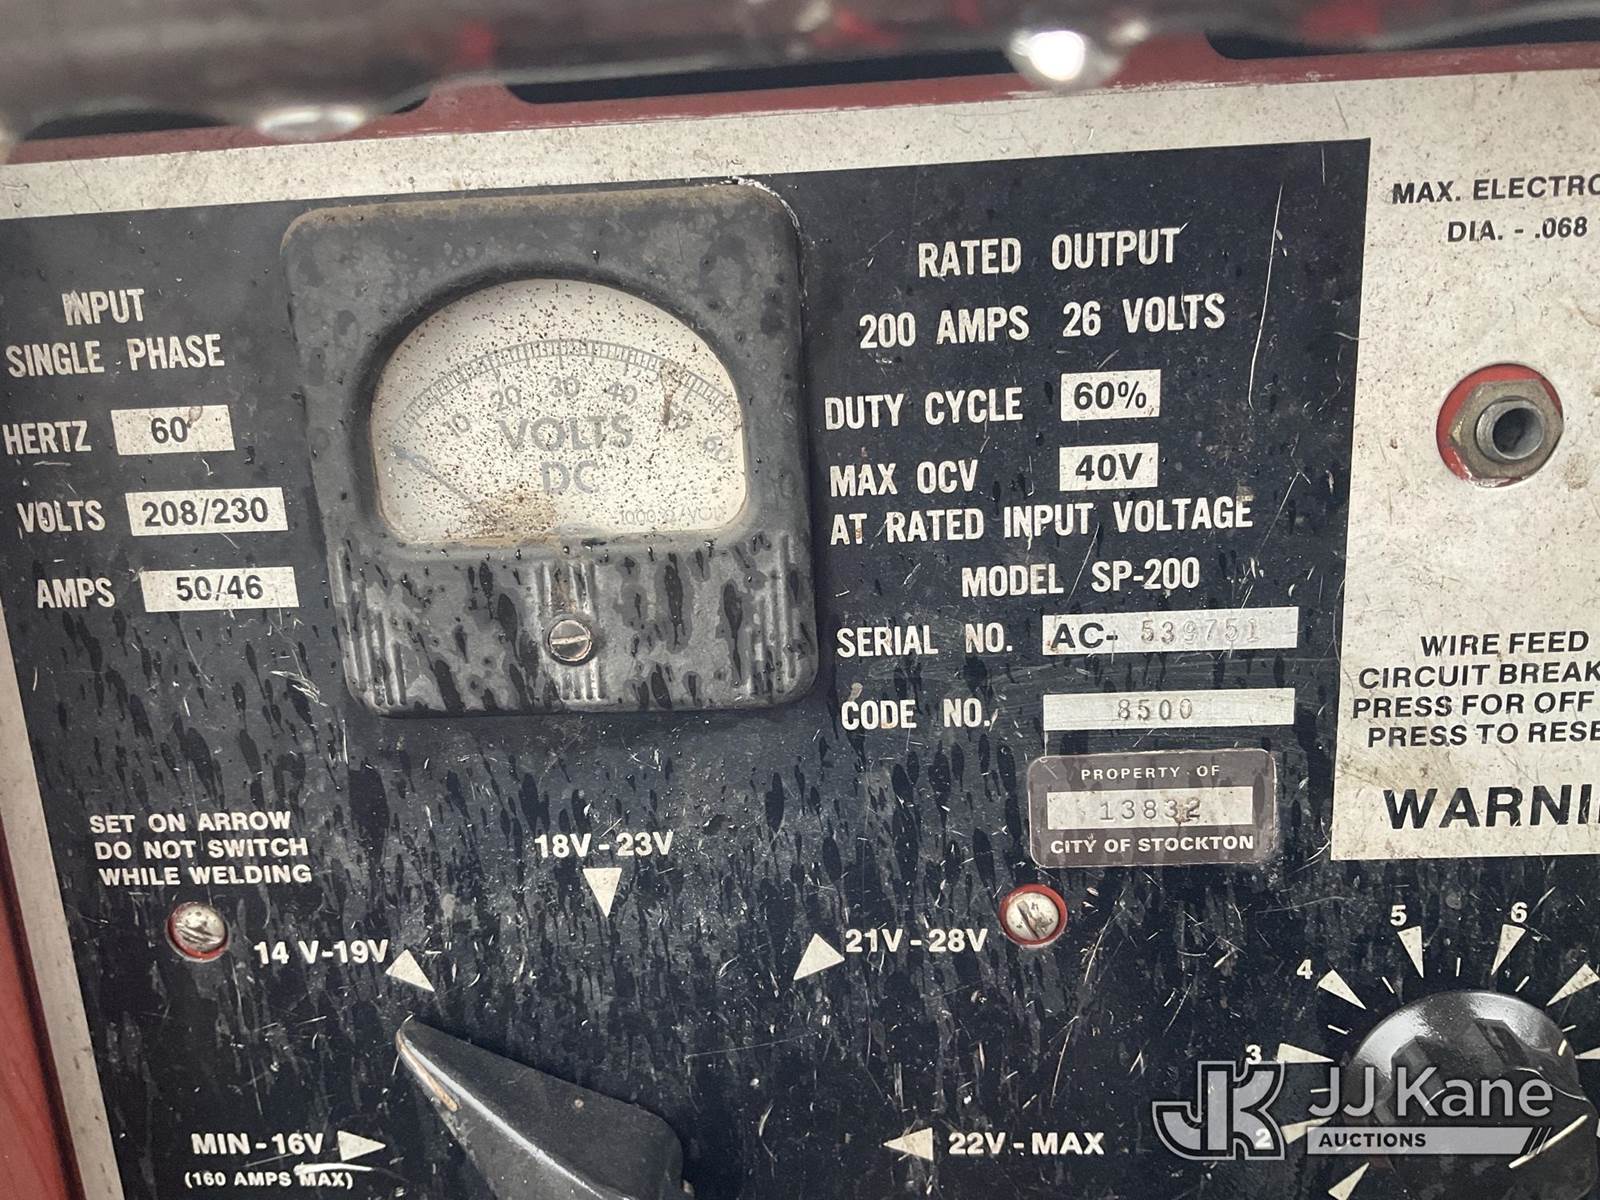 INPUT
SINGLE PHASE
HERTZ 60
VOLTS 208/230
AMPS 50/46
10 20 30 40 50 60
VOLTS
DC
RATED OUTPUT
200 AMPS 26 VOLTS
DUTY CYCLE 60%
MAX OCV 40V
AT RATED INPUT VOLTAGE
MODEL SP-200
SERIAL NO. AC- 539751
CODE NO. 8500
PROPERTY OF
13832
CITY OF STOCKTON
MAX. ELECTRO
DIA. - .068
WIRE FEED
CIRCUIT BREAK
PRESS FOR OFF
PRESS TO RESE
WARNI
SET ON ARROW
DO NOT SWITCH
WHILE WELDING
18V - 23V
14 V-19V
21V - 28V
MIN - 16V
(160 AMPS MAX)
22V - MAX
2
3
4
5
6
JK JJ Kane
AUCTIONS